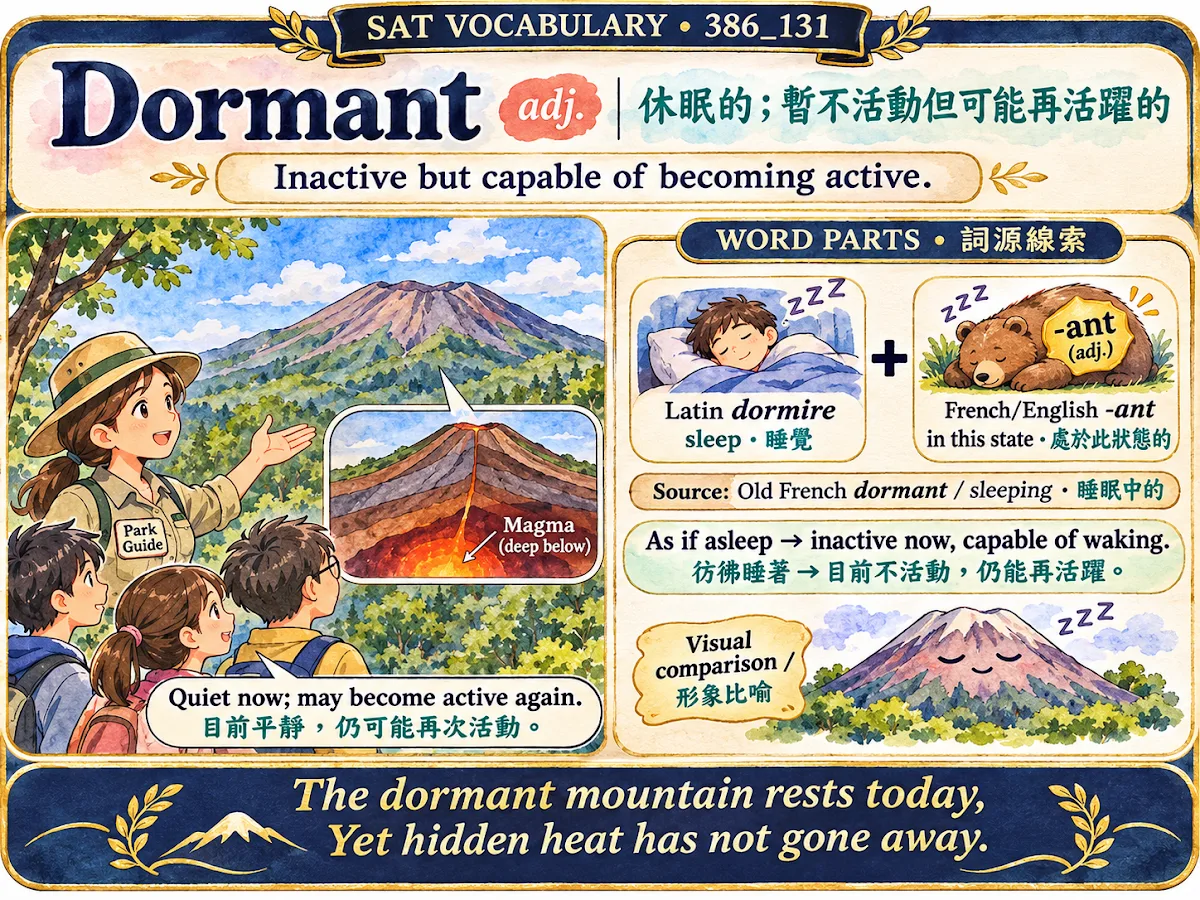 SAT VOCABULARY • 386_131
Dormant adj. 休眠的；暫不活動但可能再活躍的
Inactive but capable of becoming active.
Park
Guide
Magma
(deep below)
Quiet now; may become active again.
目前平靜，仍可能再次活動。
WORD PARTS • 詞源線索
zzz
Latin dormire
sleep · 睡覺
+
zzz
-ant
(adj.)
French/English -ant
in this state · 處於此狀態的
Source: Old French dormant / sleeping · 睡眠中的
As if asleep → inactive now, capable of waking.
彷彿睡著 → 目前不活動，仍能再活躍。
Visual
comparison /
形象比喻
zzz
The dormant mountain rests today,
Yet hidden heat has not gone away.